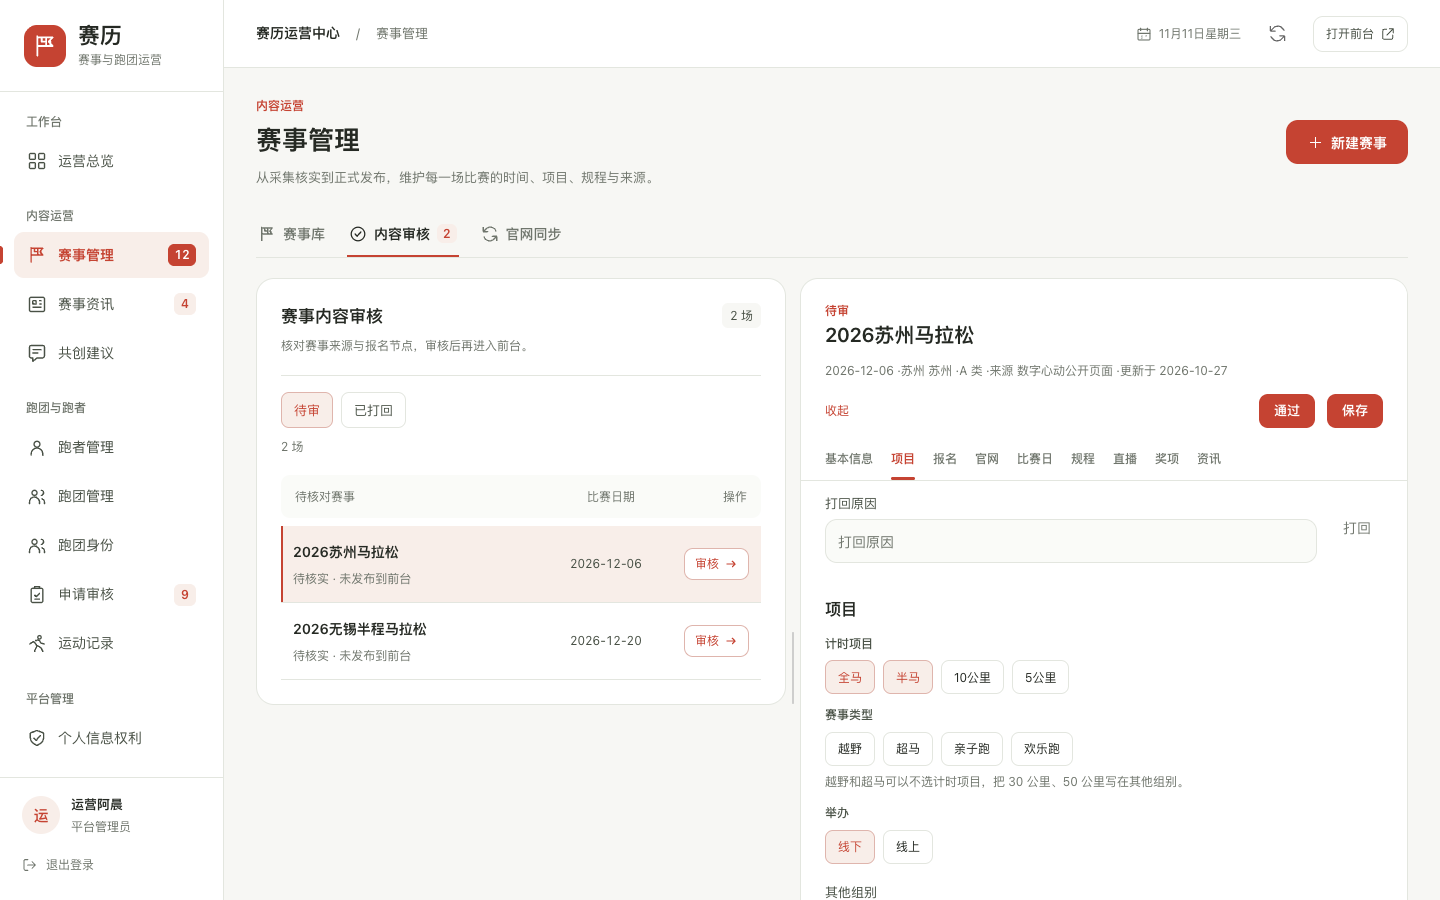 赛历
赛事与跑团运营
工作台
运营总览
内容运营
赛事管理 12
赛事资讯 4
共创建议
跑团与跑者
跑者管理
跑团管理
跑团身份
申请审核 9
运动记录
平台管理
个人信息权利
运 运营阿晨
平台管理员
退出登录
赛历运营中心 / 赛事管理
11月11日星期三
打开前台
内容运营
赛事管理
从采集核实到正式发布，维护每一场比赛的时间、项目、规程与来源。
新建赛事
赛事库 内容审核 2 官网同步
赛事内容审核 2 场
核对赛事来源与报名节点，审核后再进入前台。
待审 已打回
2 场
待核对赛事 比赛日期 操作
2026苏州马拉松
待核实 · 未发布到前台
2026-12-06 审核 →
2026无锡半程马拉松
待核实 · 未发布到前台
2026-12-20 审核 →
待审
2026苏州马拉松
2026-12-06 ·苏州 苏州 ·A 类 ·来源 数字心动公开页面 ·更新于 2026-10-27
收起 通过 保存
基本信息 项目 报名 官网 比赛日 规程 直播 奖项 资讯
打回原因
打回原因 打回
项目
计时项目
全马 半马 10公里 5公里
赛事类型
越野 超马 亲子跑 欢乐跑
越野和超马可以不选计时项目，把 30 公里、50 公里写在其他组别。
举办
线下 线上
其他组别